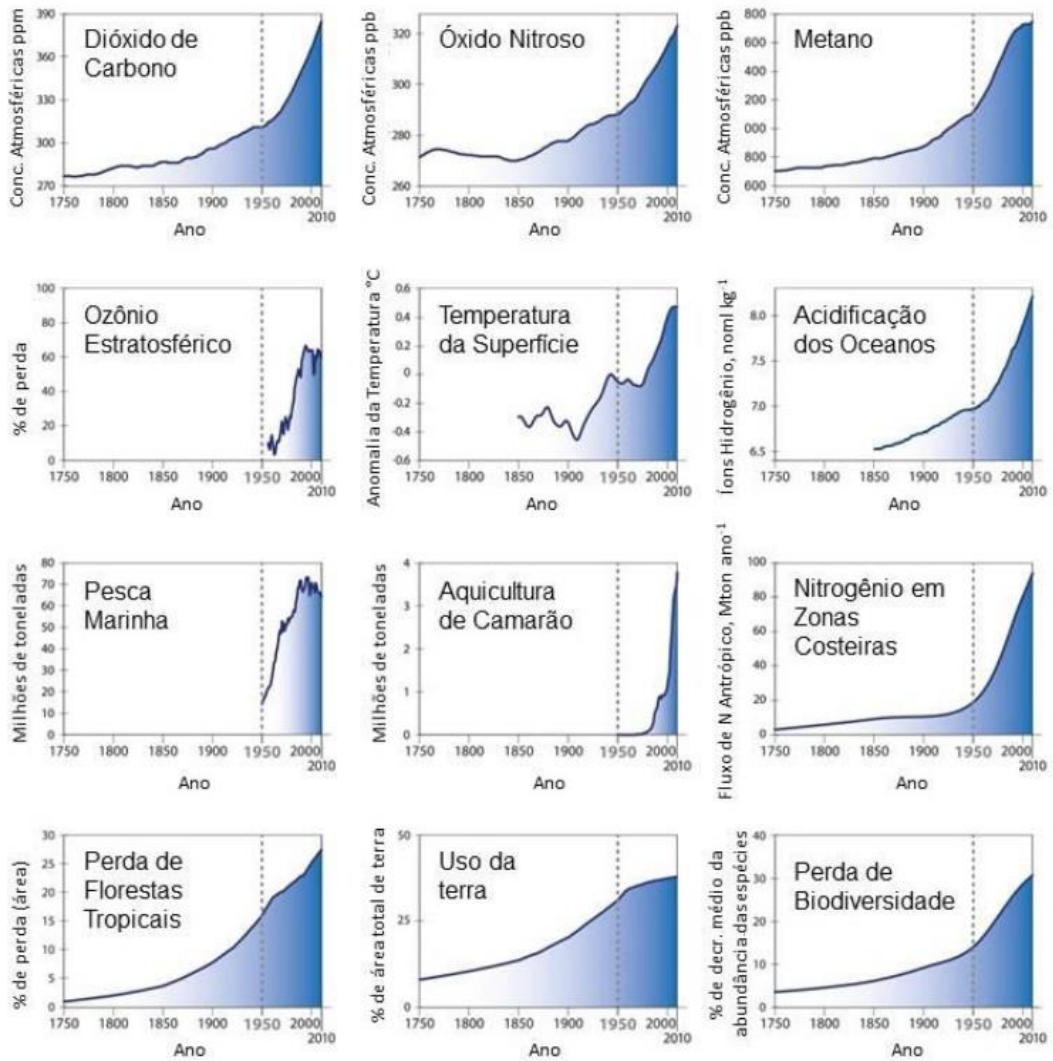 Conc. Atmosféricas ppm
390
360
330
300
270
Dióxido de
Carbono
1750 1800 1850 1900 1950 2000 2010
Ano
Conc. Atmosféricas ppb
320
300
280
260
Óxido Nitroso
1750 1800 1850 1900 1950 2000 2010
Ano
Conc. Atmosféricas ppb
800
600
200
000
800
600
Metano
1750 1800 1850 1900 1950 2000 2010
Ano
% de perda
100
80
60
40
20
0
Ozônio
Estratosférico
1750 1800 1850 1900 1950 2000 2010
Ano
Anomalia da Temperatura °C
0.6
0.4
0.2
0
-0.2
-0.4
-0.6
Temperatura
da Superfície
1750 1800 1850 1900 1950 2000 2010
Ano
Íons Hidrogênio, noml kg⁻¹
8.0
7.5
7.0
6.5
Acidificação
dos Oceanos
1750 1800 1850 1900 1950 2000 2010
Ano
Milhões de toneladas
80
70
60
50
40
30
20
10
0
Pesca
Marinha
1750 1800 1850 1900 1950 2000 2010
Ano
Milhões de toneladas
4
3
2
1
0
Aquicultura
de Camarão
1750 1800 1850 1900 1950 2000 2010
Ano
Fluxo de N Antrópico, Mton ano⁻¹
100
80
60
40
20
0
Nitrogênio em
Zonas
Costeiras
1750 1800 1850 1900 1950 2000 2010
Ano
% de perda (área)
30
25
20
15
10
5
0
Perda de
Florestas
Tropicais
1750 1800 1850 1900 1950 2000 2010
Ano
% de área total de terra
50
25
0
Uso da
terra
1750 1800 1850 1900 1950 2000 2010
Ano
% de decr. médio da
abundância das espécies
40
30
20
10
0
Perda de
Biodiversidade
1750 1800 1850 1900 1950 2000 2010
Ano